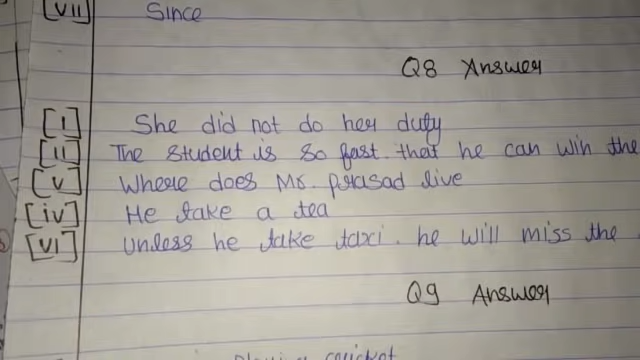 [VII] Since
Q8 Answer
[I] She did not do her duty
[II] The student is so fast. that he can win the
[V] Where does Mr. prasad live
[iv] He take a tea
[VI] Unless he take taxi. he will miss the
Q9 Answer
cricket